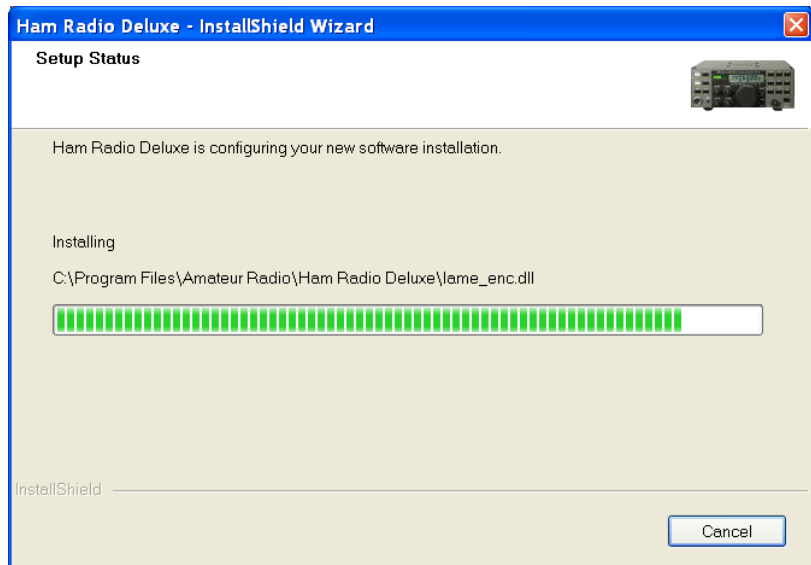 Ham Radio Deluxe - InstallShield Wizard
Setup Status
Ham Radio Deluxe is configuring your new software installation.
Installing
C:\Program Files\Amateur Radio\Ham Radio Deluxe\lame_enc.dll
InstallShield
Cancel